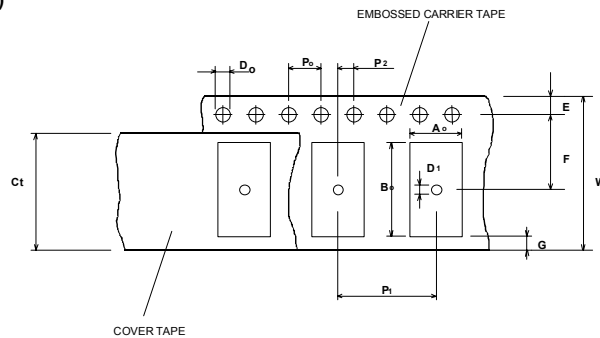 )
EMBOSSED CARRIER TAPE
Do
Po
P2
E
Ao
F
D1
Bo
Ct
W
G
P1
COVER TAPE